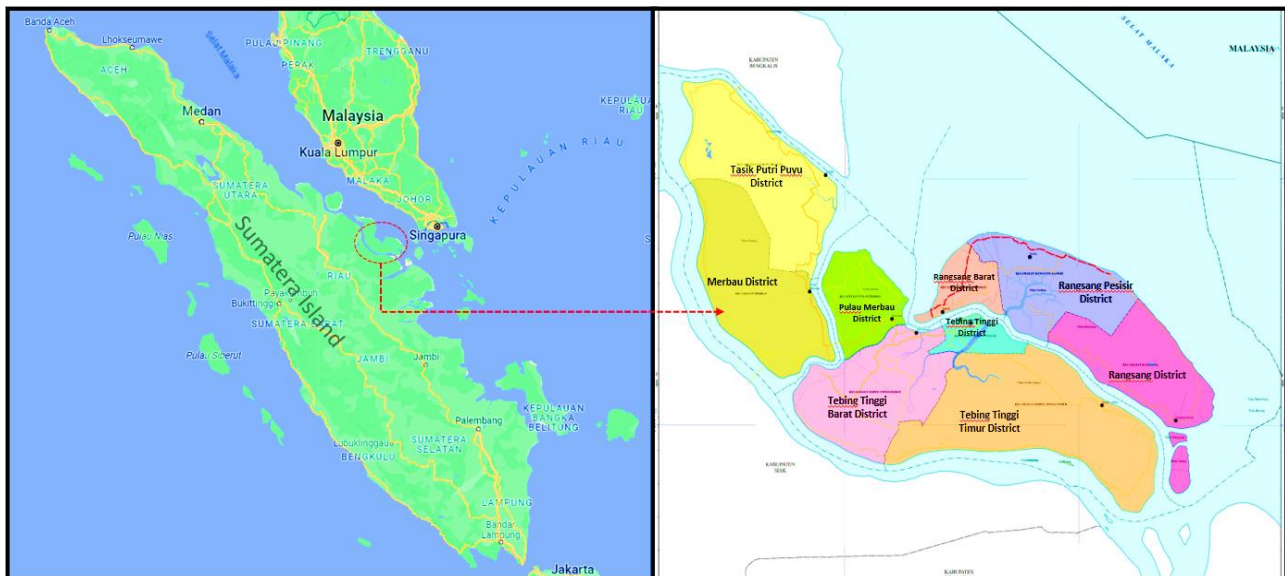 Banda Aceh
Lhokseumawe
ACEH
Selat Malaka
PULAU PINANG
PERAK
TRENGGANU
KEPULAUAN
RIAU
Medan
Malaysia
Kuala Lumpur
KEPULAUAN RIAU
SUMATERA
UTARA
MALAKA
JOHOR
Singapura
Pulau Nias
Sumatera Island
RIAU
Payakumbuh
Bukittinggi
SUMATERA BARAT
Pulau Siberut
JAMBI
Jambi
KEPULAUAN
BANGKA
BELITUNG
Palembang
Lubuklinggau
SUMATERA
SELATAN
BENGKULU
LAMPUNG
Bandar
Lampung
Jakarta
SELAT MALAKA
MALAYSIA
KABUPATEN
BENGKALIS
Tasik Putri Puyu
District
Merbau District
Pulau Merbau
District
Rangsang Barat
District
Rangsang Pesisir
District
Tebing Tinggi
District
Rangsang District
Tebing Tinggi
Barat District
Tebing Tinggi
Timur District
KABUPATEN
SIAK
KABUPATEN